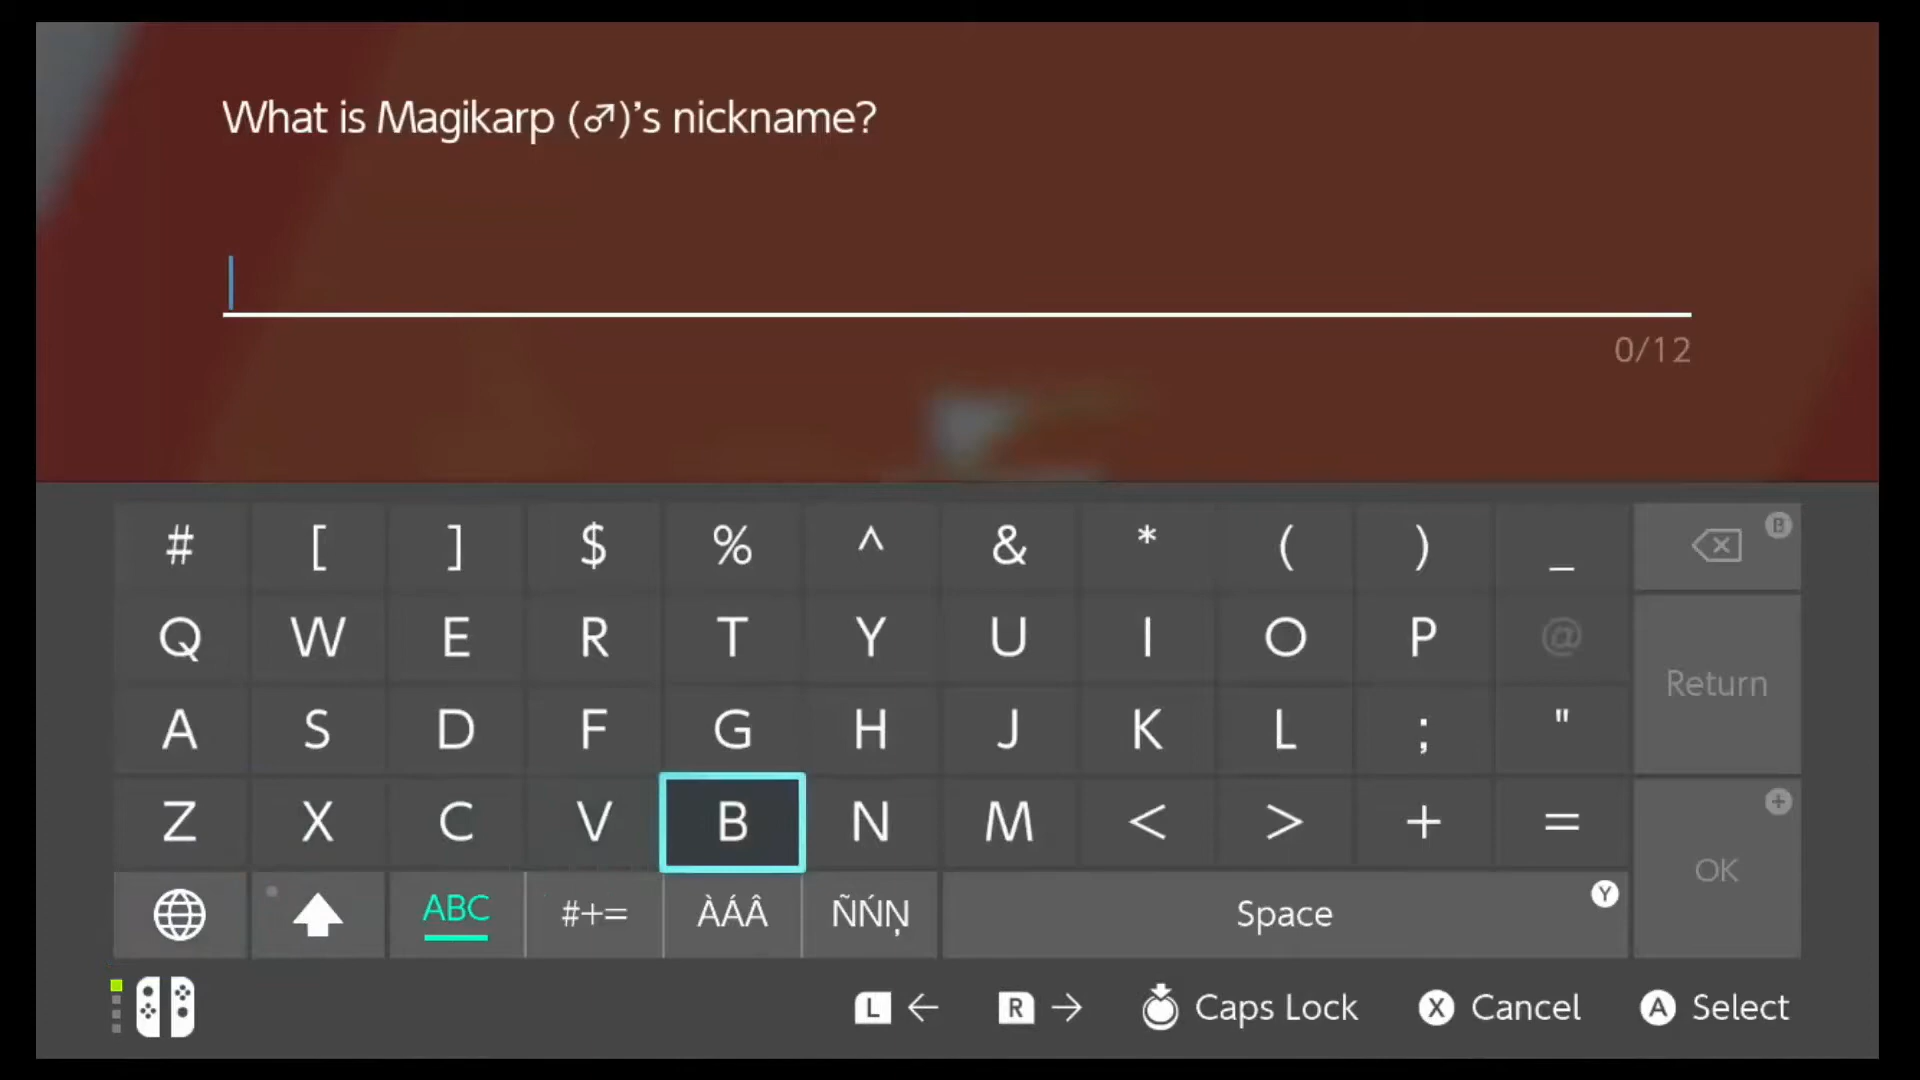 What is Magikarp (♂)'s nickname?
0/12
# [ ] $ % ^ & * ( ) _ B
Q W E R T Y U I O P @
Return
A S D F G H J K L ; "
Z X C V B N M < > + = +
OK
ABC #+= ÀÁÂ ÑŃŅ Space Y
L ← R → Caps Lock X Cancel A Select